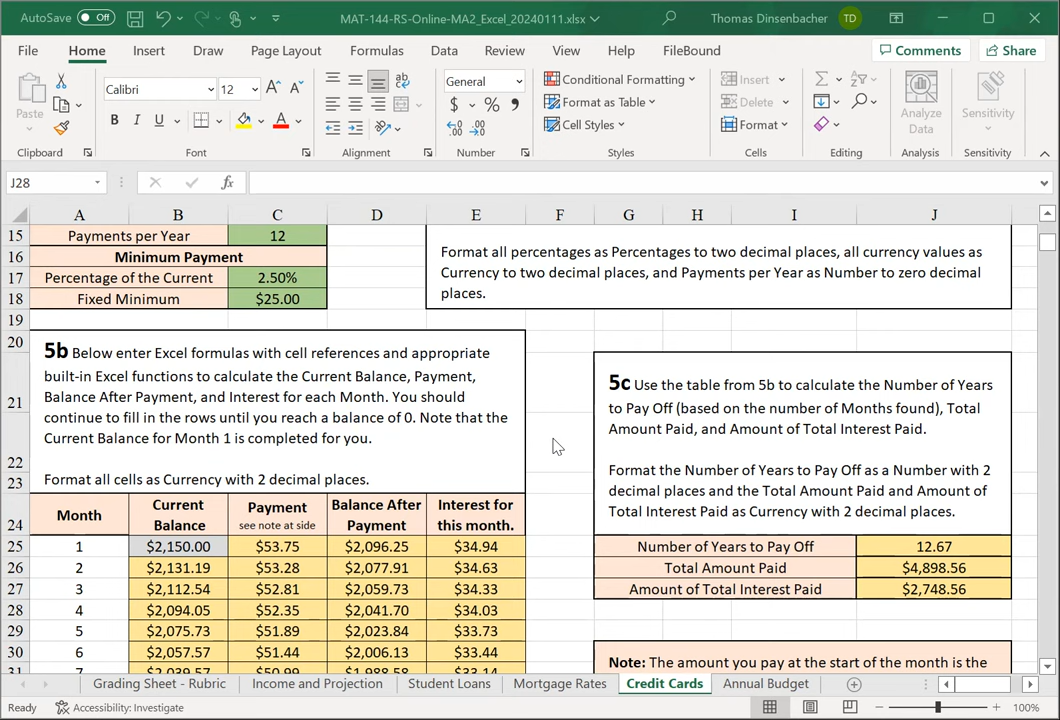 AutoSave Off MAT-144-RS-Online-MA2_Excel_20240111.xlsx Thomas Dinsenbacher TD
File Home Insert Draw Page Layout Formulas Data Review View Help FileBound Comments Share
Paste Calibri 12 General Conditional Formatting Format as Table Cell Styles Insert Delete Format Analyze Data Sensitivity
Clipboard Font Alignment Number Styles Cells Editing Analysis Sensitivity
J28 fx
A B C D E F G H I J
15 Payments per Year 12
16 Minimum Payment
17 Percentage of the Current 2.50%
18 Fixed Minimum $25.00
Format all percentages as Percentages to two decimal places, all currency values as
Currency to two decimal places, and Payments per Year as Number to zero decimal
places.
19
20
21
22
23
5b Below enter Excel formulas with cell references and appropriate
built-in Excel functions to calculate the Current Balance, Payment,
Balance After Payment, and Interest for each Month. You should
continue to fill in the rows until you reach a balance of 0. Note that the
Current Balance for Month 1 is completed for you.
Format all cells as Currency with 2 decimal places.
5c Use the table from 5b to calculate the Number of Years
to Pay Off (based on the number of Months found), Total
Amount Paid, and Amount of Total Interest Paid.
Format the Number of Years to Pay Off as a Number with 2
decimal places and the Total Amount Paid and Amount of
Total Interest Paid as Currency with 2 decimal places.
24 Month Current Balance Payment see note at side Balance After Payment Interest for this month.
25 1 $2,150.00 $53.75 $2,096.25 $34.94 Number of Years to Pay Off 12.67
26 2 $2,131.19 $53.28 $2,077.91 $34.63 Total Amount Paid $4,898.56
27 3 $2,112.54 $52.81 $2,059.73 $34.33 Amount of Total Interest Paid $2,748.56
28 4 $2,094.05 $52.35 $2,041.70 $34.03
29 5 $2,075.73 $51.89 $2,023.84 $33.73
30 6 $2,057.57 $51.44 $2,006.13 $33.44 Note: The amount you pay at the start of the month is the
31 7 $2,039.57 $50.99 $1,988.58 $33.14
Grading Sheet - Rubric Income and Projection Student Loans Mortgage Rates Credit Cards Annual Budget
Ready Accessibility: Investigate 100%